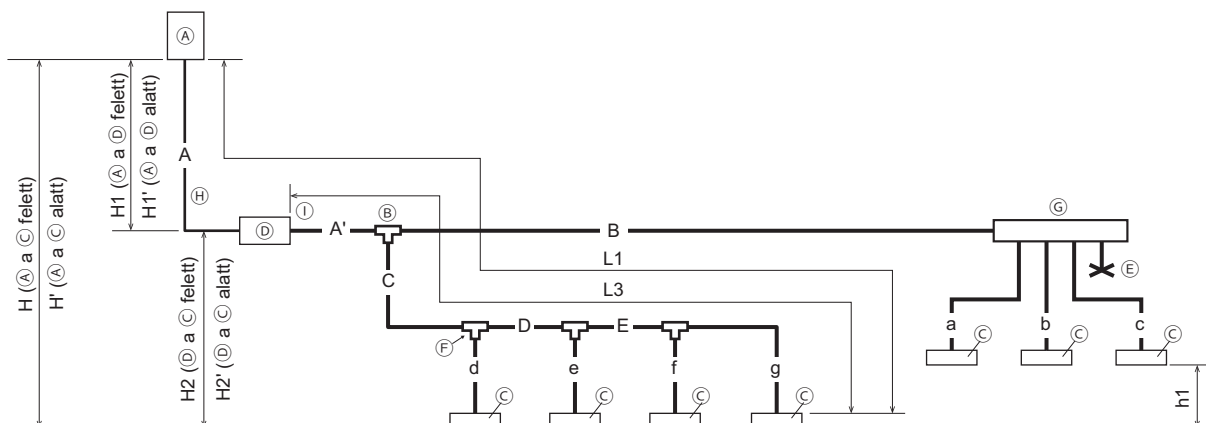 Ⓐ
H (Ⓐ a Ⓒ felett)
H' (Ⓐ a Ⓒ alatt)
H1 (Ⓐ a Ⓓ felett)
H1' (Ⓐ a Ⓓ alatt)
A
Ⓗ
Ⓘ
Ⓑ
Ⓖ
Ⓓ
A'
B
H2 (Ⓓ a Ⓒ felett)
H2' (Ⓓ a Ⓒ alatt)
L1
C
L3
Ⓔ
D
E
a
b
c
Ⓕ
Ⓒ
Ⓒ
Ⓒ
d
e
f
g
h1
Ⓒ
Ⓒ
Ⓒ
Ⓒ